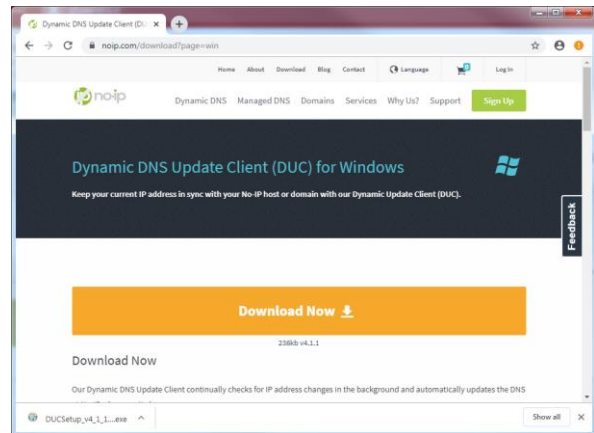 Dynamic DNS Update Client (DU
noip.com/download?page=win
Home About Download Blog Contact Language Log In
no-ip
Dynamic DNS Managed DNS Domains Services Why Us? Support Sign Up
Dynamic DNS Update Client (DUC) for Windows
Keep your current IP address in sync with your No-IP host or domain with our Dynamic Update Client (DUC).
Feedback
Download Now
236kb v4.1.1
Download Now
Our Dynamic DNS Update Client continually checks for IP address changes in the background and automatically updates the DNS
DUCSetup_v4_1_1....exe
Show all